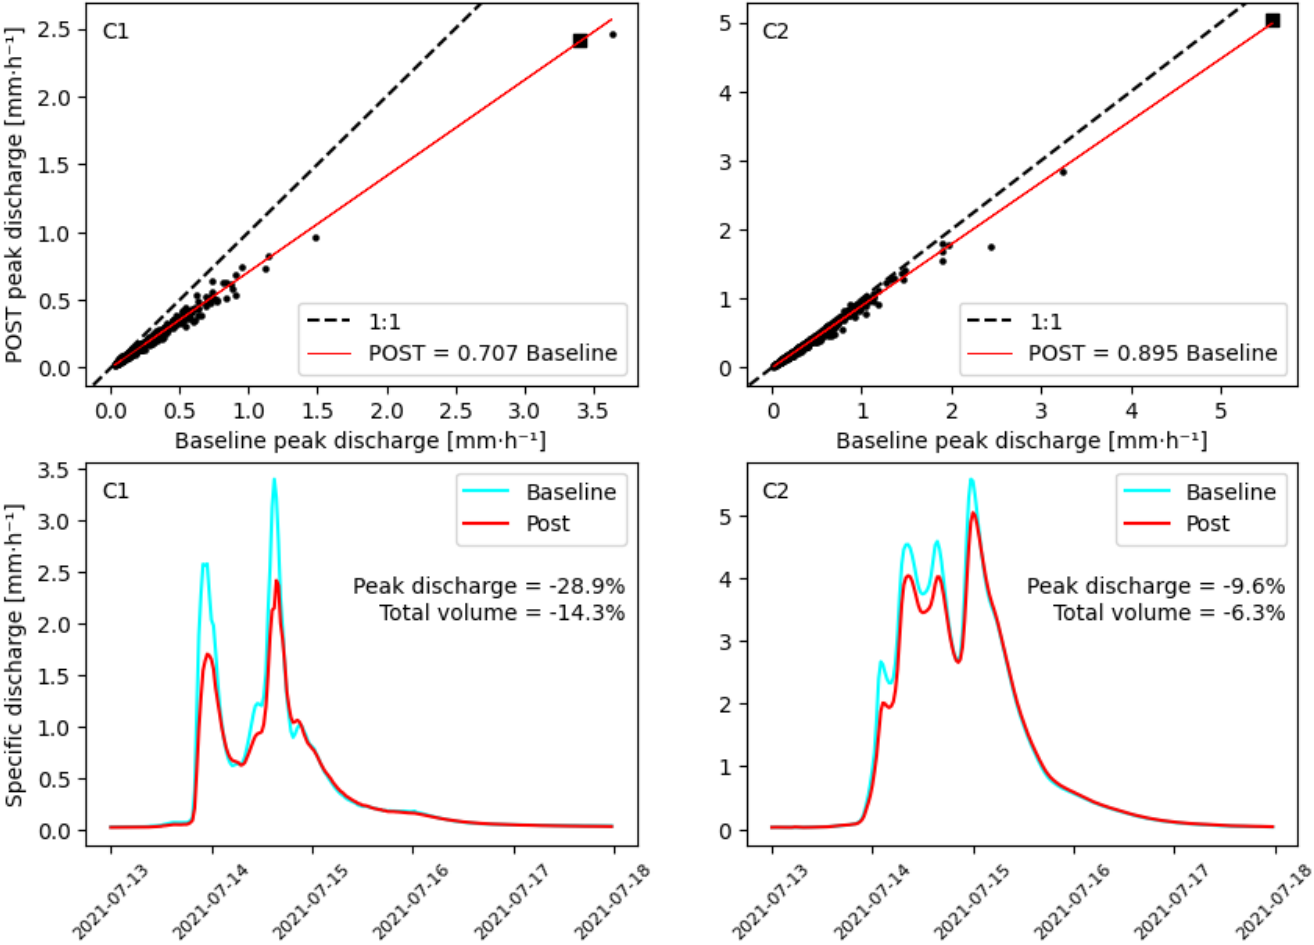 C1
POST peak discharge [mm·h⁻¹]
2.5
2.0
1.5
1.0
0.5
0.0
1:1
POST = 0.707 Baseline
0.0 0.5 1.0 1.5 2.0 2.5 3.0 3.5
Baseline peak discharge [mm·h⁻¹]
C2
5
4
3
2
1
0
1:1
POST = 0.895 Baseline
0 1 2 3 4 5
Baseline peak discharge [mm·h⁻¹]
C1
Specific discharge [mm·h⁻¹]
3.5
3.0
2.5
2.0
1.5
1.0
0.5
0.0
Baseline
Post
Peak discharge = -28.9%
Total volume = -14.3%
2021-07-13 2021-07-14 2021-07-15 2021-07-16 2021-07-17 2021-07-18
C2
5
4
3
2
1
0
Baseline
Post
Peak discharge = -9.6%
Total volume = -6.3%
2021-07-13 2021-07-14 2021-07-15 2021-07-16 2021-07-17 2021-07-18